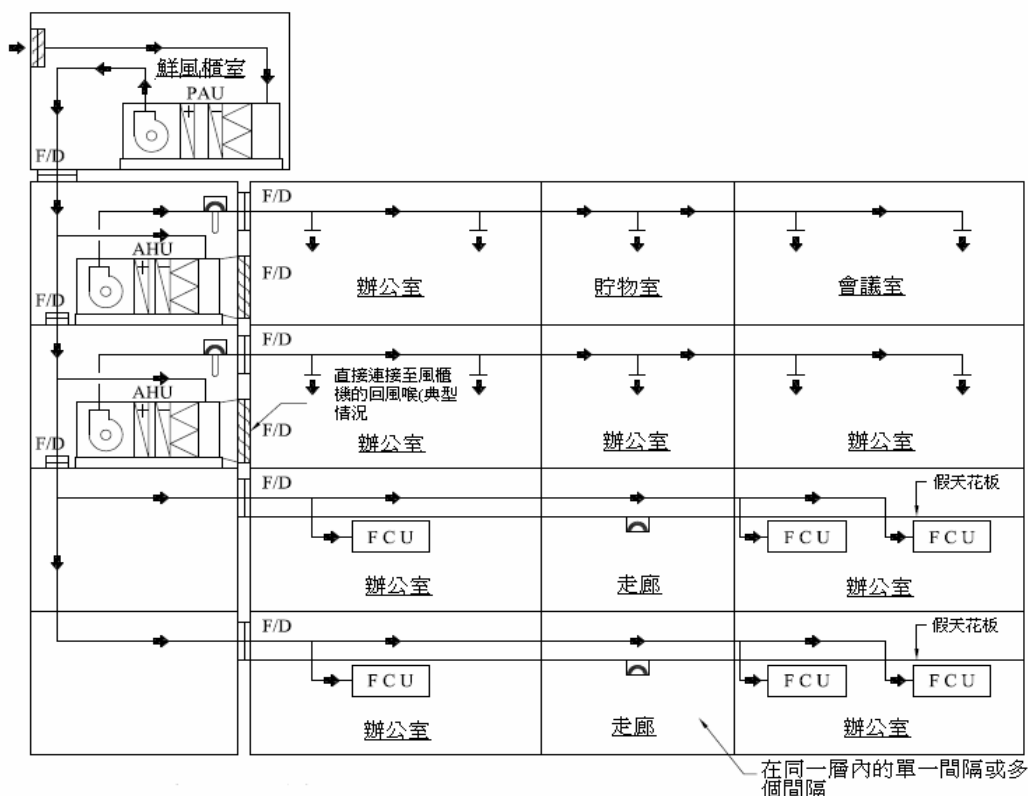 鮮風櫃室
PAU
F/D
F/D
AHU
F/D
F/D
辦公室
貯物室
會議室
F/D
直接連接至風櫃
機的回風喉(典型
情況
AHU
F/D
F/D
辦公室
辦公室
辦公室
F/D
假天花板
FCU
FCU
FCU
辦公室
走廊
辦公室
F/D
假天花板
FCU
FCU
FCU
辦公室
走廊
辦公室
在同一層內的單一間隔或多
個間隔